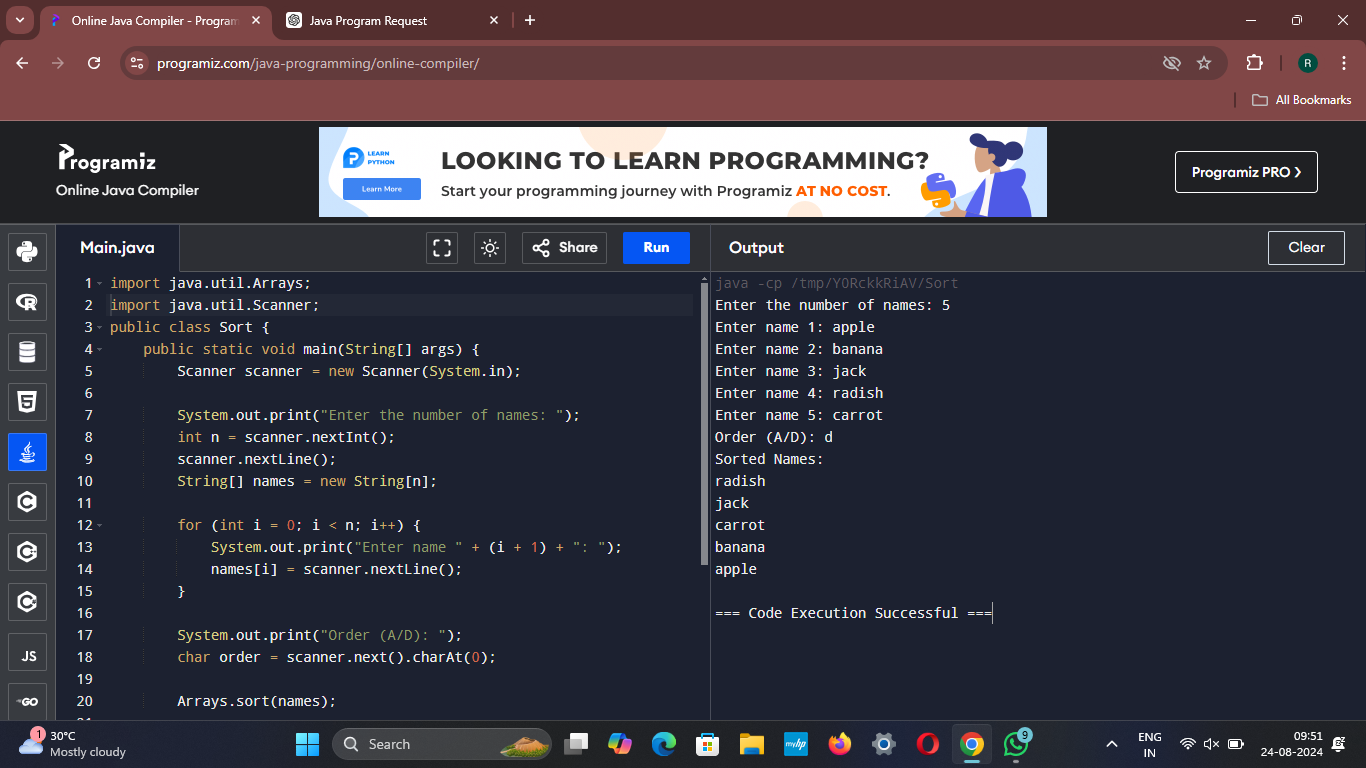 Online Java Compiler - Program
Java Program Request
programiz.com/java-programming/online-compiler/
R
All Bookmarks
Programiz
Online Java Compiler
LEARN
PYTHON
Learn More
LOOKING TO LEARN PROGRAMMING?
Start your programming journey with Programiz AT NO COST.
Programiz PRO
Main.java
Share
Run
Output
Clear
1 import java.util.Arrays;
2 import java.util.Scanner;
3 public class Sort {
4 public static void main(String[] args) {
5 Scanner scanner = new Scanner(System.in);
6
7 System.out.print("Enter the number of names: ");
8 int n = scanner.nextInt();
9 scanner.nextLine();
10 String[] names = new String[n];
11
12 for (int i = 0; i < n; i++) {
13 System.out.print("Enter name " + (i + 1) + ": ");
14 names[i] = scanner.nextLine();
15 }
16
17 System.out.print("Order (A/D): ");
18 char order = scanner.next().charAt(0);
19
20 Arrays.sort(names);
java -cp /tmp/Y0RckkRiAV/Sort
Enter the number of names: 5
Enter name 1: apple
Enter name 2: banana
Enter name 3: jack
Enter name 4: radish
Enter name 5: carrot
Order (A/D): d
Sorted Names:
radish
jack
carrot
banana
apple
=== Code Execution Successful ===
JS
GO
1
30°C
Mostly cloudy
Search
myhp
9
ENG
IN
09:51
24-08-2024